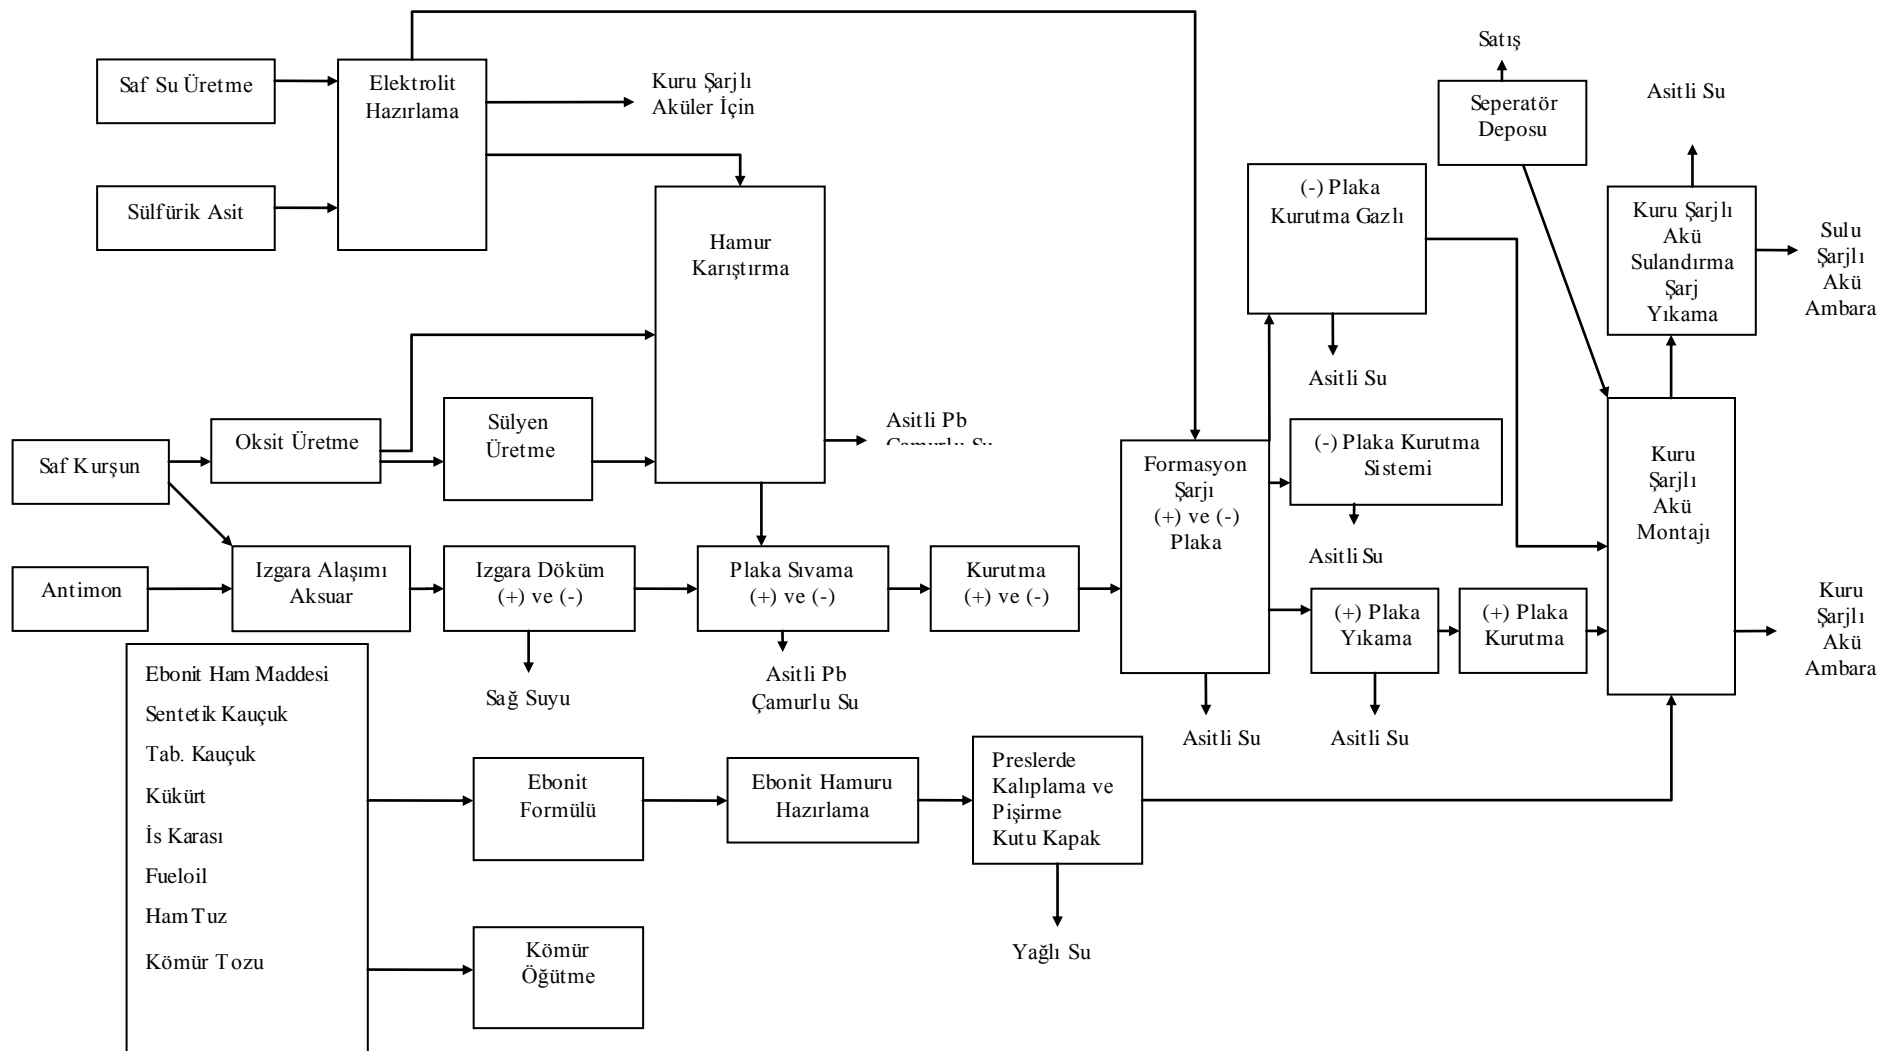 Satış
Saf Su Üretme
Elektrolit
Hazırlama
Kuru Şarjlı
Aküler İçin
Seperatör
Deposu
Asitli Su
Sülfürik Asit
Hamur
Karıştırma
(-) Plaka
Kurutma Gazlı
Kuru Şarjlı
Akü
Sulandırma
Şarj
Yıkama
Sulu
Şarjlı
Akü
Ambara
Asitli Su
Saf Kurşun
Oksit Üretme
Sülyen
Üretme
Asitli Pb
Çamurlu Su
Formasyon
Şarjı
(+) ve (-)
Plaka
(-) Plaka Kurutma
Sistemi
Asitli Su
Kuru
Şarjlı
Akü
Montajı
Antimon
Izgara Alaşımı
Aksuar
Izgara Döküm
(+) ve (-)
Plaka Sıvama
(+) ve (-)
Kurutma
(+) ve (-)
(+) Plaka
Yıkama
(+) Plaka
Kurutma
Kuru
Şarjlı
Akü
Ambara
Sağ Suyu
Asitli Pb
Çamurlu Su
Asitli Su
Asitli Su
Ebonit Ham Maddesi
Sentetik Kauçuk
Tab. Kauçuk
Kükürt
İs Karası
Fueloil
Ham Tuz
Kömür Tozu
Ebonit
Formülü
Ebonit Hamuru
Hazırlama
Preslerde
Kalıplama ve
Pişirme
Kutu Kapak
Yağlı Su
Kömür
Öğütme